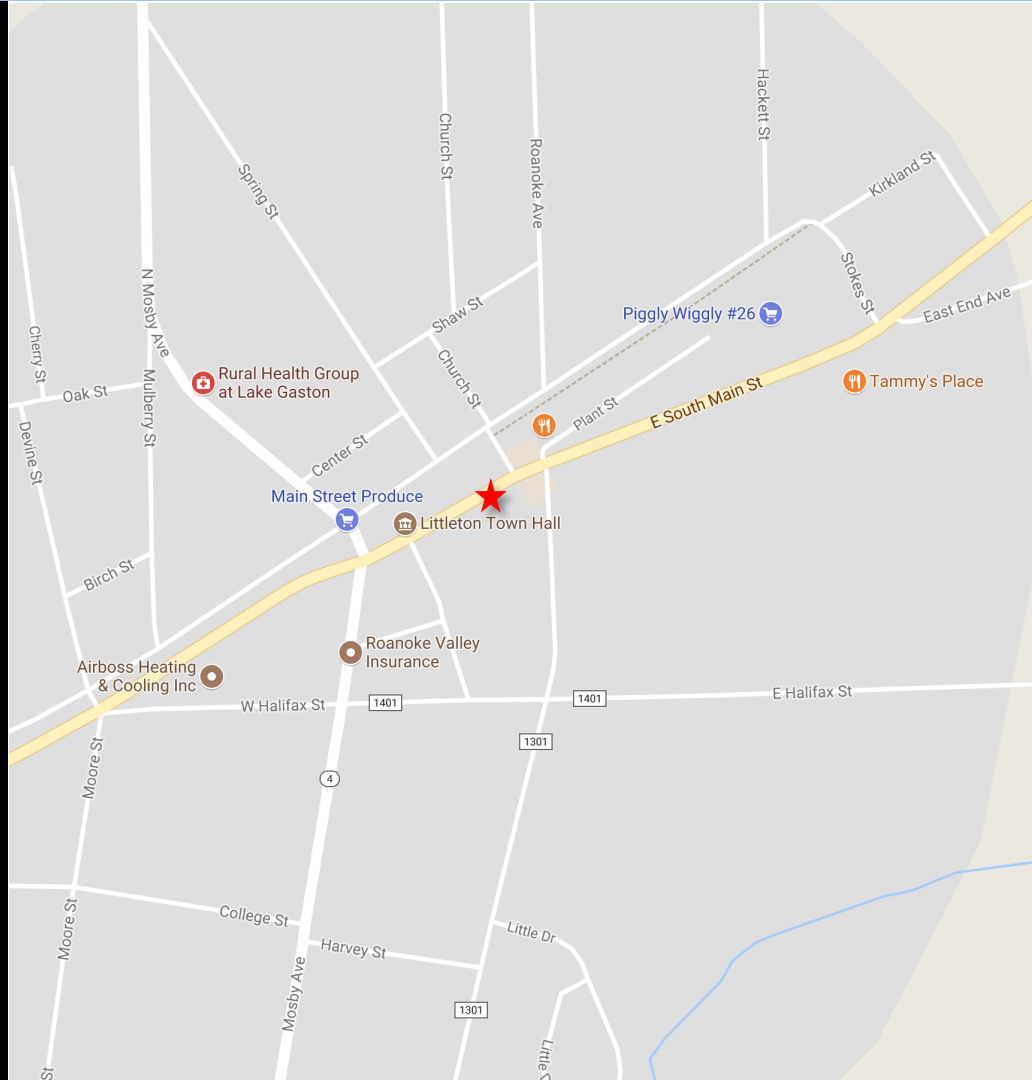 Hackett St
Church St
Roanoke Ave
Kirkland St
Spring St
Stokes St
N Mosby Ave
East End Ave
Shaw St
Piggly Wiggly #26
Cherry St
Church St
Rural Health Group
at Lake Gaston
Mulberry St
Oak St
Tammy's Place
E South Main St
Plant St
Devine St
Center St
Main Street Produce
Littleton Town Hall
Birch St
Roanoke Valley
Insurance
Airboss Heating
& Cooling Inc
W Halifax St
1401
1401
E Halifax St
1301
Moore St
4
College St
Moore St
Little Dr
Harvey St
Mosby Ave
1301
Little D
St